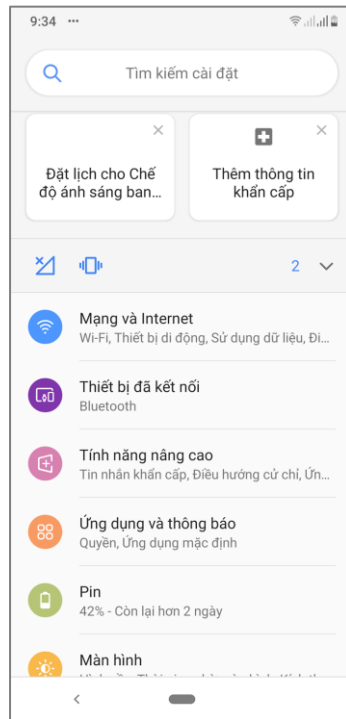 9:34 ···
Tìm kiếm cài đặt
Đặt lịch cho Chế
độ ánh sáng ban...
Thêm thông tin
khẩn cấp
2
Mạng và Internet
Wi-Fi, Thiết bị di động, Sử dụng dữ liệu, Đi...
Thiết bị đã kết nối
Bluetooth
Tính năng nâng cao
Tin nhắn khẩn cấp, Điều hướng cử chỉ, Ứn...
Ứng dụng và thông báo
Quyền, Ứng dụng mặc định
Pin
42% - Còn lại hơn 2 ngày
Màn hình